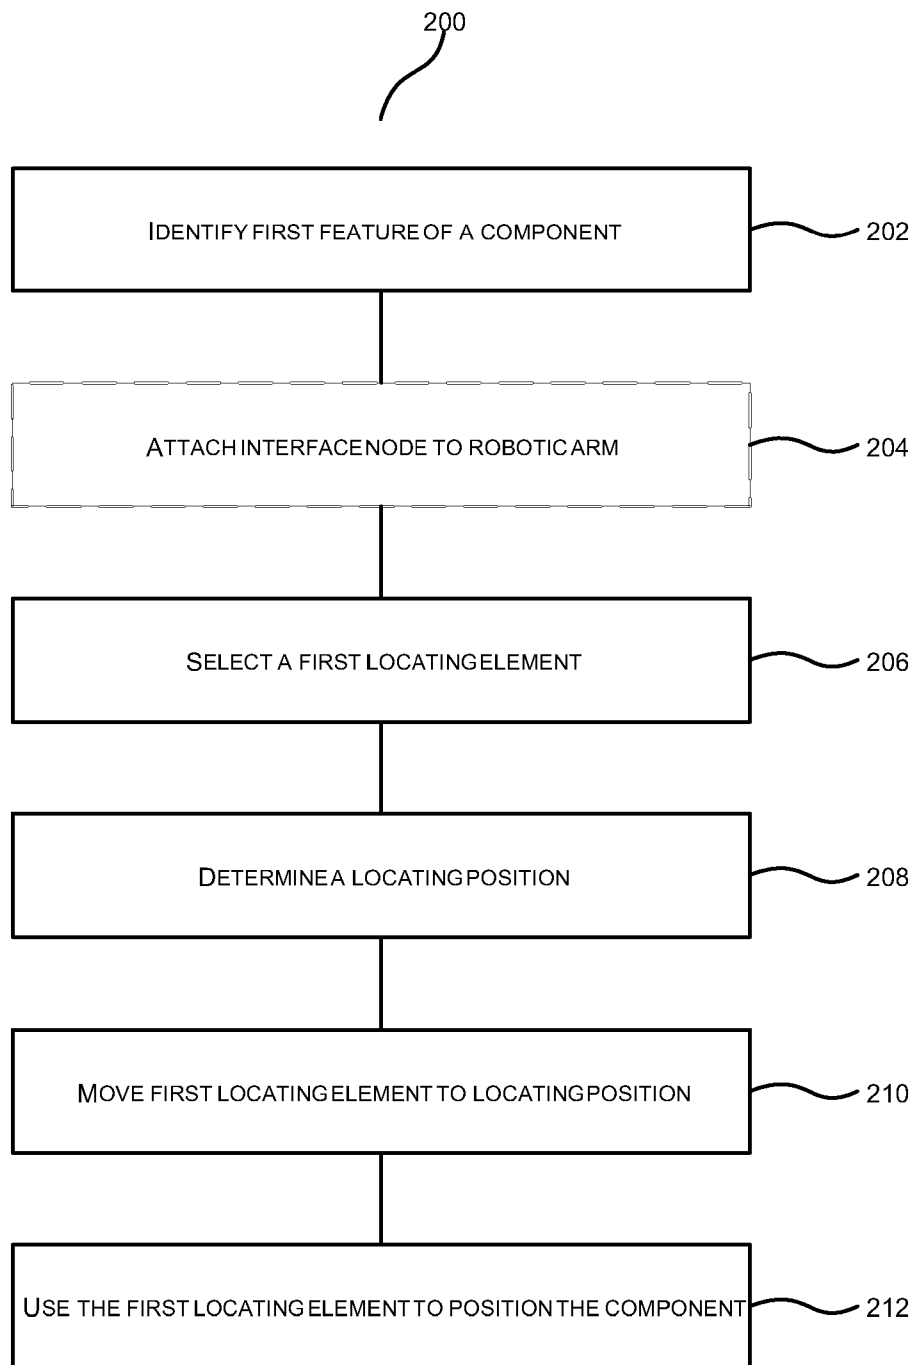 200
IDENTIFY FIRST FEATURE OF A COMPONENT
202
ATTACH INTERFACE NODE TO ROBOTIC ARM
204
SELECT A FIRST LOCATING ELEMENT
206
DETERMINE A LOCATING POSITION
208
MOVE FIRST LOCATING ELEMENT TO LOCATING POSITION
210
USE THE FIRST LOCATING ELEMENT TO POSITION THE COMPONENT
212